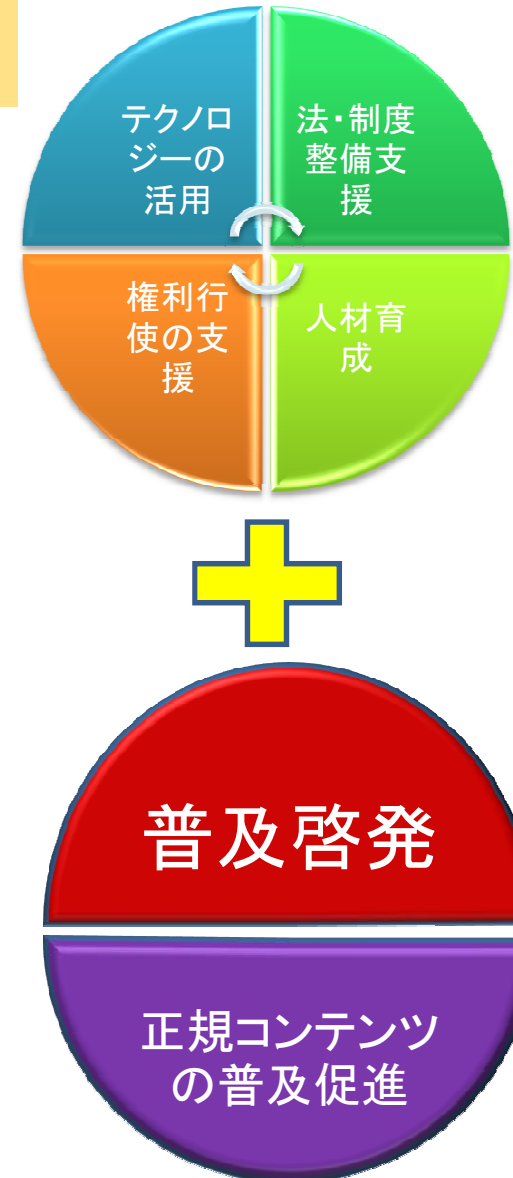 テクノロ
ジーの
活用
法・制度
整備支
援
権利行
使の支
援
人材育
成
普及啓発
正規コンテンツ
の普及促進